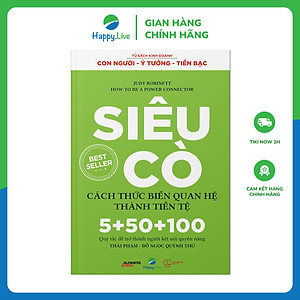 Happy.Live
GIAN HÀNG
CHÍNH HÃNG
TỦ SÁCH KINH DOANH
CON NGƯỜI - Ý TƯỞNG - TIỀN BẠC
JUDY ROBINETT
HOW TO BE A POWER CONNECTOR
SIÊU
CÒ
BEST
SELLER
CÁCH THỨC BIẾN QUAN HỆ
THÀNH TIỀN TỆ
5+50+100
Quy tắc để trở thành người kết nối quyền năng
THÁI PHẠM - ĐỖ NGỌC QUỲNH THƯ
Happy.Live
TIKI NOW 2H
CAM KẾT HÀNG
CHÍNH HÃNG